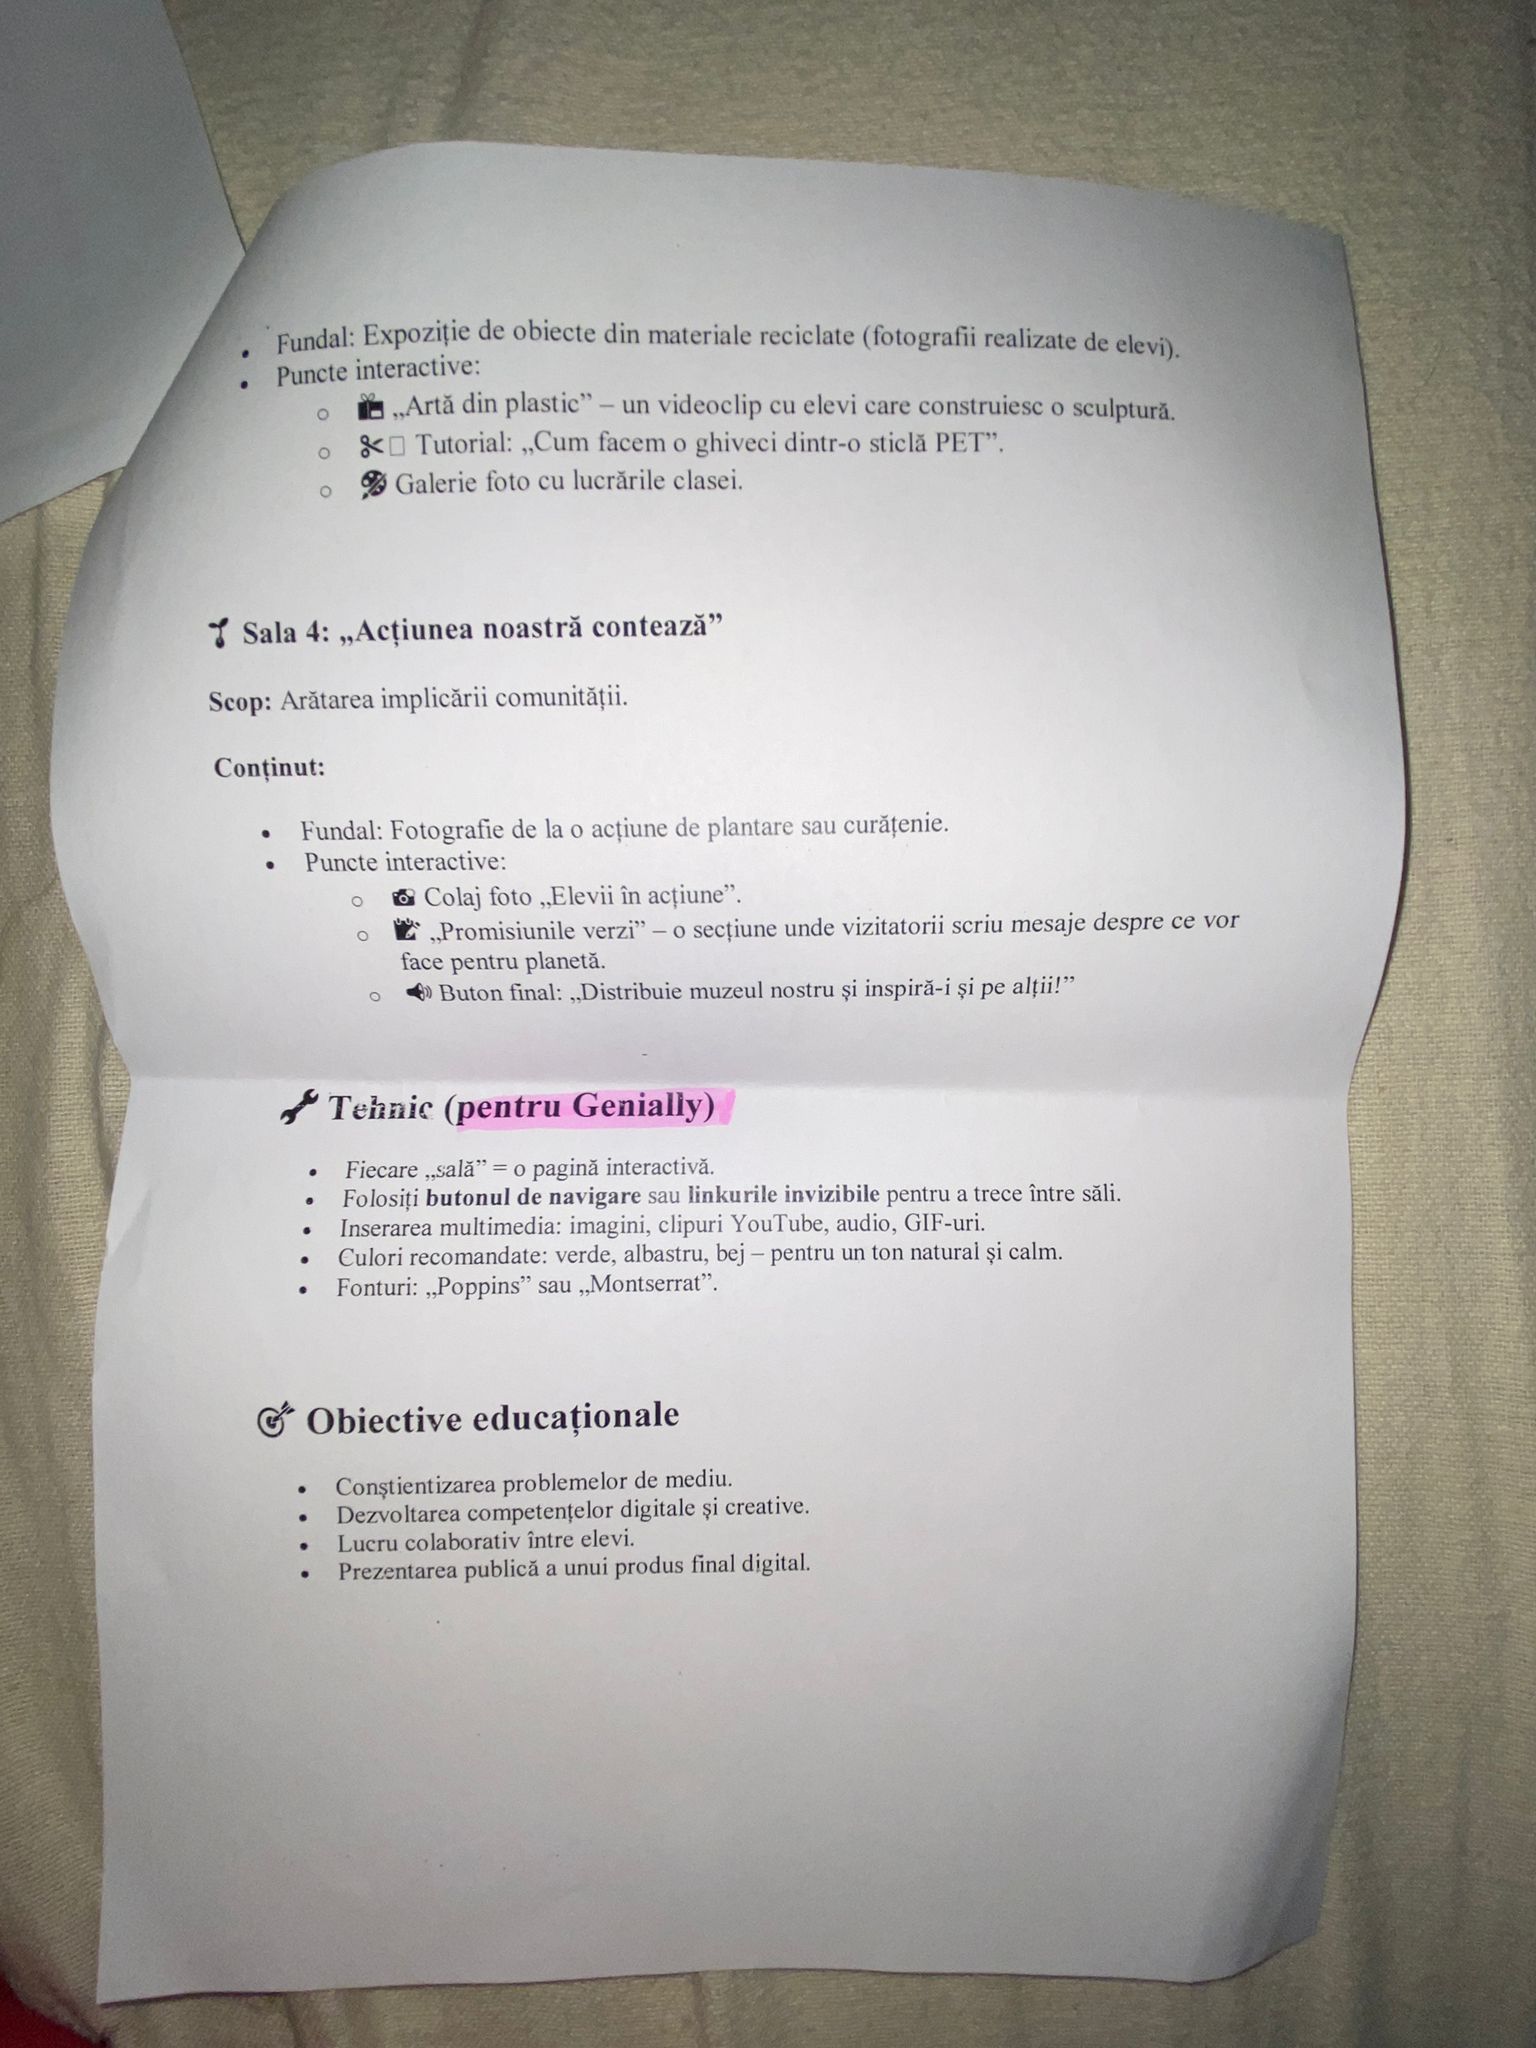 • Fundal: Expoziție de obiecte din materiale reciclate (fotografii realizate de elevi).
• Puncte interactive:
○ 🎁 „Artă din plastic” – un videoclip cu elevi care construiesc o sculptură.
○ ✂□ Tutorial: „Cum facem o ghiveci dintr-o sticlă PET”.
○ 🎨 Galerie foto cu lucrările clasei.
🌱 Sala 4: „Acțiunea noastră contează”
Scop: Arătarea implicării comunității.
Conținut:
• Fundal: Fotografie de la o acțiune de plantare sau curățenie.
• Puncte interactive:
○ 📷 Colaj foto „Elevii în acțiune”.
○ 📝 „Promisiunile verzi” – o secțiune unde vizitatorii scriu mesaje despre ce vor
face pentru planetă.
○ 🔊 Buton final: „Distribuie muzeul nostru și inspiră-i și pe alții!”
🔧 Tehnic (pentru Genially)
• Fiecare „sală” = o pagină interactivă.
• Folosiți butonul de navigare sau linkurile invizibile pentru a trece între săli.
• Inserarea multimedia: imagini, clipuri YouTube, audio, GIF-uri.
• Culori recomandate: verde, albastru, bej – pentru un ton natural și calm.
• Fonturi: „Poppins” sau „Montserrat”.
🎯 Obiective educaționale
• Conștientizarea problemelor de mediu.
• Dezvoltarea competențelor digitale și creative.
• Lucru colaborativ între elevi.
• Prezentarea publică a unui produs final digital.